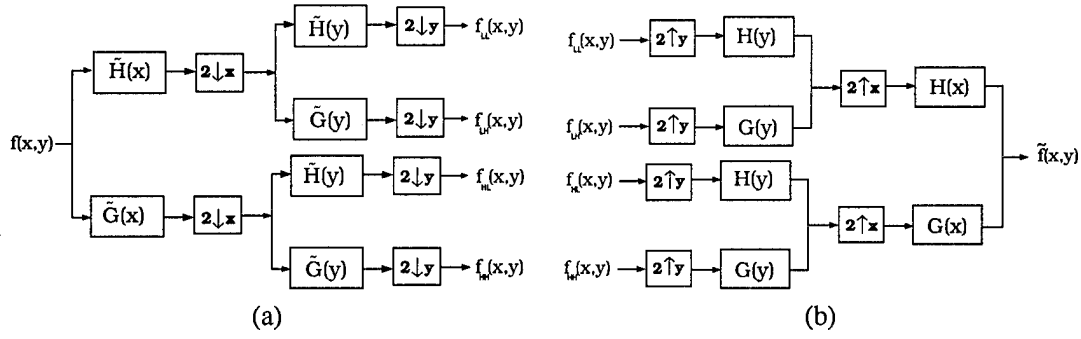 H̃(y) 2↓y f_LL(x,y)
H̃(x) 2↓x
G̃(y) 2↓y f_LH(x,y)
f(x,y)
H̃(y) 2↓y f_HL(x,y)
G̃(x) 2↓x
G̃(y) 2↓y f_HH(x,y)
(a)
f_LL(x,y) 2↑y H(y)
2↑x H(x)
f_LH(x,y) 2↑y G(y)
f̃(x,y)
f_HL(x,y) 2↑y H(y)
2↑x G(x)
f_HH(x,y) 2↑y G(y)
(b)